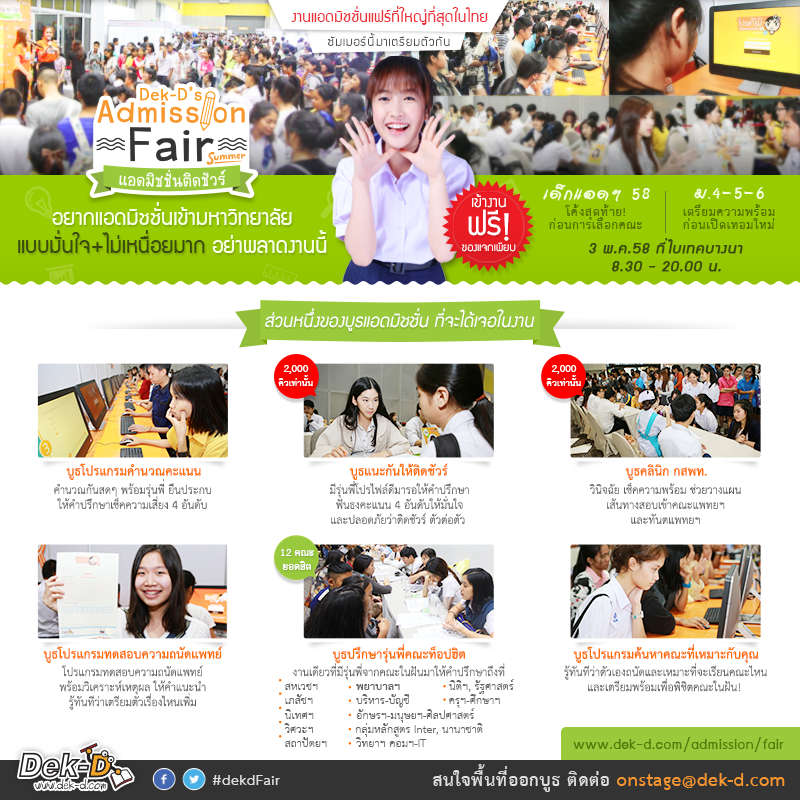 งานแอดมิชชั่นแฟร์ที่ใหญ่ที่สุดในไทย
ซัมเมอร์นี้มาเตรียมตัวกัน
Dek-D's
Admission
Fair
Summer
แอดมิชชั่นติดชัวร์
อยากแอดมิชชั่นเข้ามหาวิทยาลัย
แบบมั่นใจ+ไม่เหนื่อยมาก อย่าพลาดงานนี้
เข้างาน
ฟรี!
ของแจกเพียบ
เด็กแอดฯ 58
โค้งสุดท้าย!
ก่อนการเลือกคณะ
ม.4-5-6
เตรียมความพร้อม
ก่อนเปิดเทอมใหม่
3 พ.ค.58 ที่ไบเทคบางนา
8.30 - 20.00 น.
ส่วนหนึ่งของบูธแอดมิชชั่น ที่จะได้เจอในงาน
บูธโปรแกรมคำนวณคะแนน
คำนวณกันสดๆ พร้อมรุ่นพี่ ยืนประกบ
ให้คำปรึกษาเช็คความเสี่ยง 4 อันดับ
2,000
คิวเท่านั้น
บูธแนะกันให้ติดชัวร์
มีรุ่นพี่โปรไฟล์ดีมารอให้คำปรึกษา
ฟันธงคะแนน 4 อันดับให้มั่นใจ
และปลอดภัยว่าติดชัวร์ ตัวต่อตัว
2,000
คิวเท่านั้น
บูธคลินิก กสพท.
วินิจฉัย เช็คความพร้อม ช่วยวางแผน
เส้นทางสอบเข้าคณะแพทยฯ
และทันตแพทยฯ
บูธโปรแกรมทดสอบความถนัดแพทย์
โปรแกรมทดสอบความถนัดแพทย์
พร้อมวิเคราะห์เหตุผล ให้คำแนะนำ
รู้ทันทีว่าเตรียมตัวเรื่องไหนเพิ่ม
12 คณะ
ยอดฮิต
บูธปรึกษารุ่นพี่คณะท็อปฮิต
งานเดียวที่มีรุ่นพี่จากคณะในฝันมาให้คำปรึกษาถึงที่
• สหเวชฯ • พยาบาลฯ • นิติฯ, รัฐศาสตร์
• เภสัชฯ • บริหาร-บัญชี • ครุฯ-ศึกษาฯ
• นิเทศฯ • อักษรฯ-มนุษยฯ-ศิลปศาสตร์
• วิศวะฯ • กลุ่มหลักสูตร Inter, นานาชาติ
• สถาปัตยฯ • วิทยาฯ คอมฯ-IT
บูธโปรแกรมค้นหาคณะที่เหมาะกับคุณ
รู้ทันทีว่าตัวเองถนัดและเหมาะที่จะเรียนคณะไหน
และเตรียมพร้อมเพื่อพิชิตคณะในฝัน!
www.dek-d.com/admission/fair
Dek-D
www.dek-d.com
#dekdFair
สนใจพื้นที่ออกบูธ ติดต่อ onstage@dek-d.com